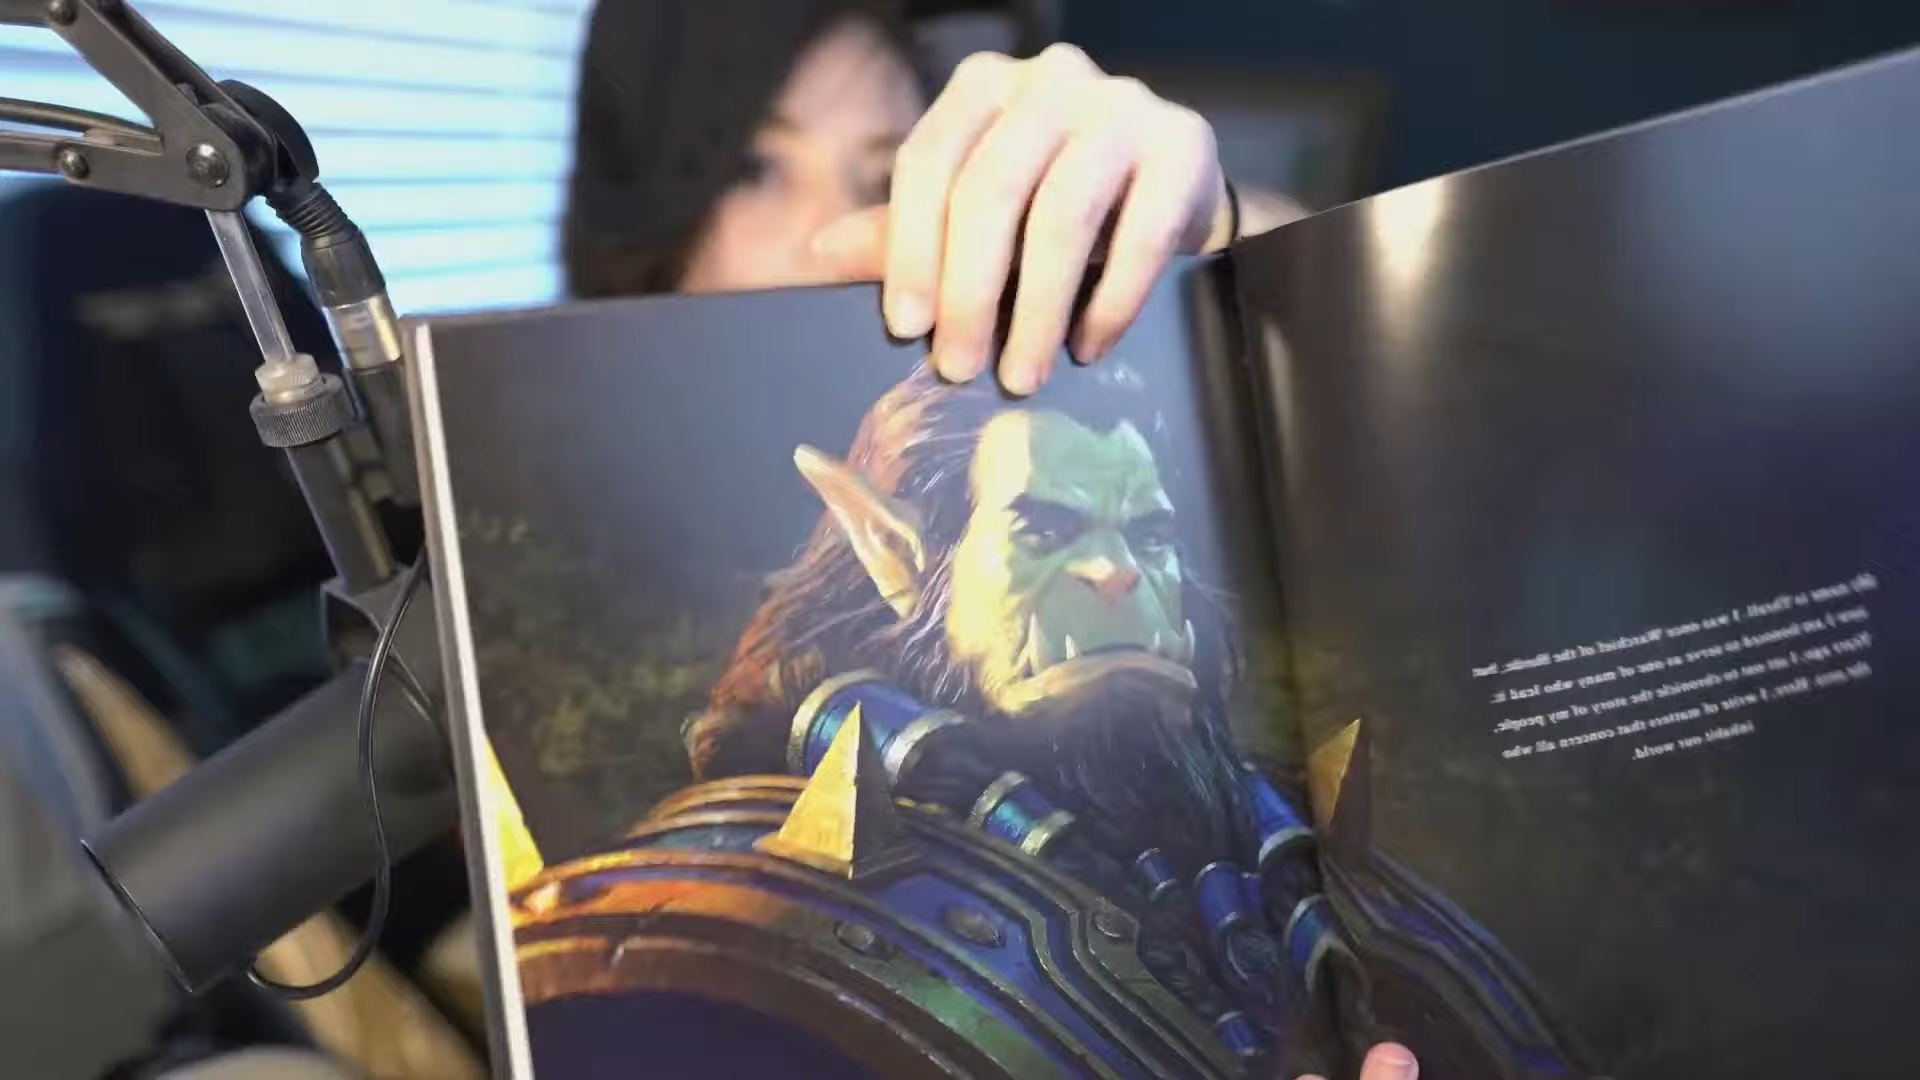 My name is Thrall. I was once Warchief of the Horde, but
now I am honored to serve as one of many who lead it.
Years ago, I set out to chronicle the story of my people,
the orcs. Here, I write of matters that concern all who
inhabit our world.